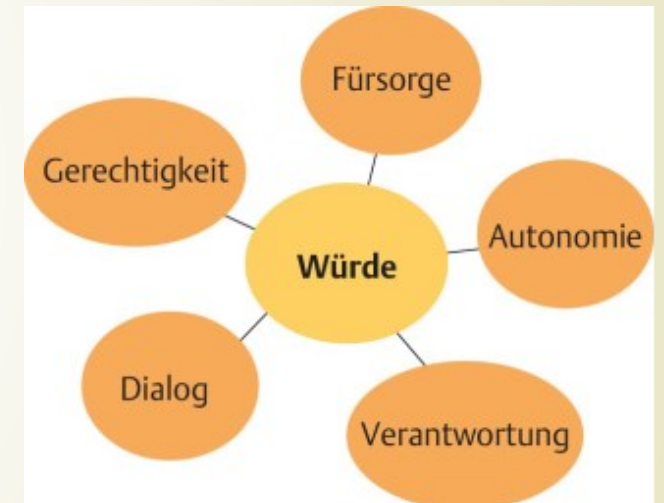 Fürsorge
Gerechtigkeit
Autonomie
Würde
Dialog
Verantwortung